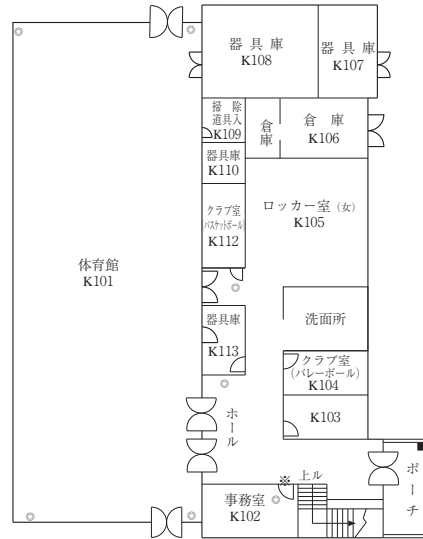 器具庫
K108
器具庫
K107
掃除
道具入
K109
倉庫
倉庫
K106
器具庫
K110
クラブ室
(バスケットボール)
K112
ロッカー室（女）
K105
体育館
K101
洗面所
器具庫
K113
クラブ室
(バレーボール)
K104
K103
ホール
ポーチ
※
上ル
事務室
K102